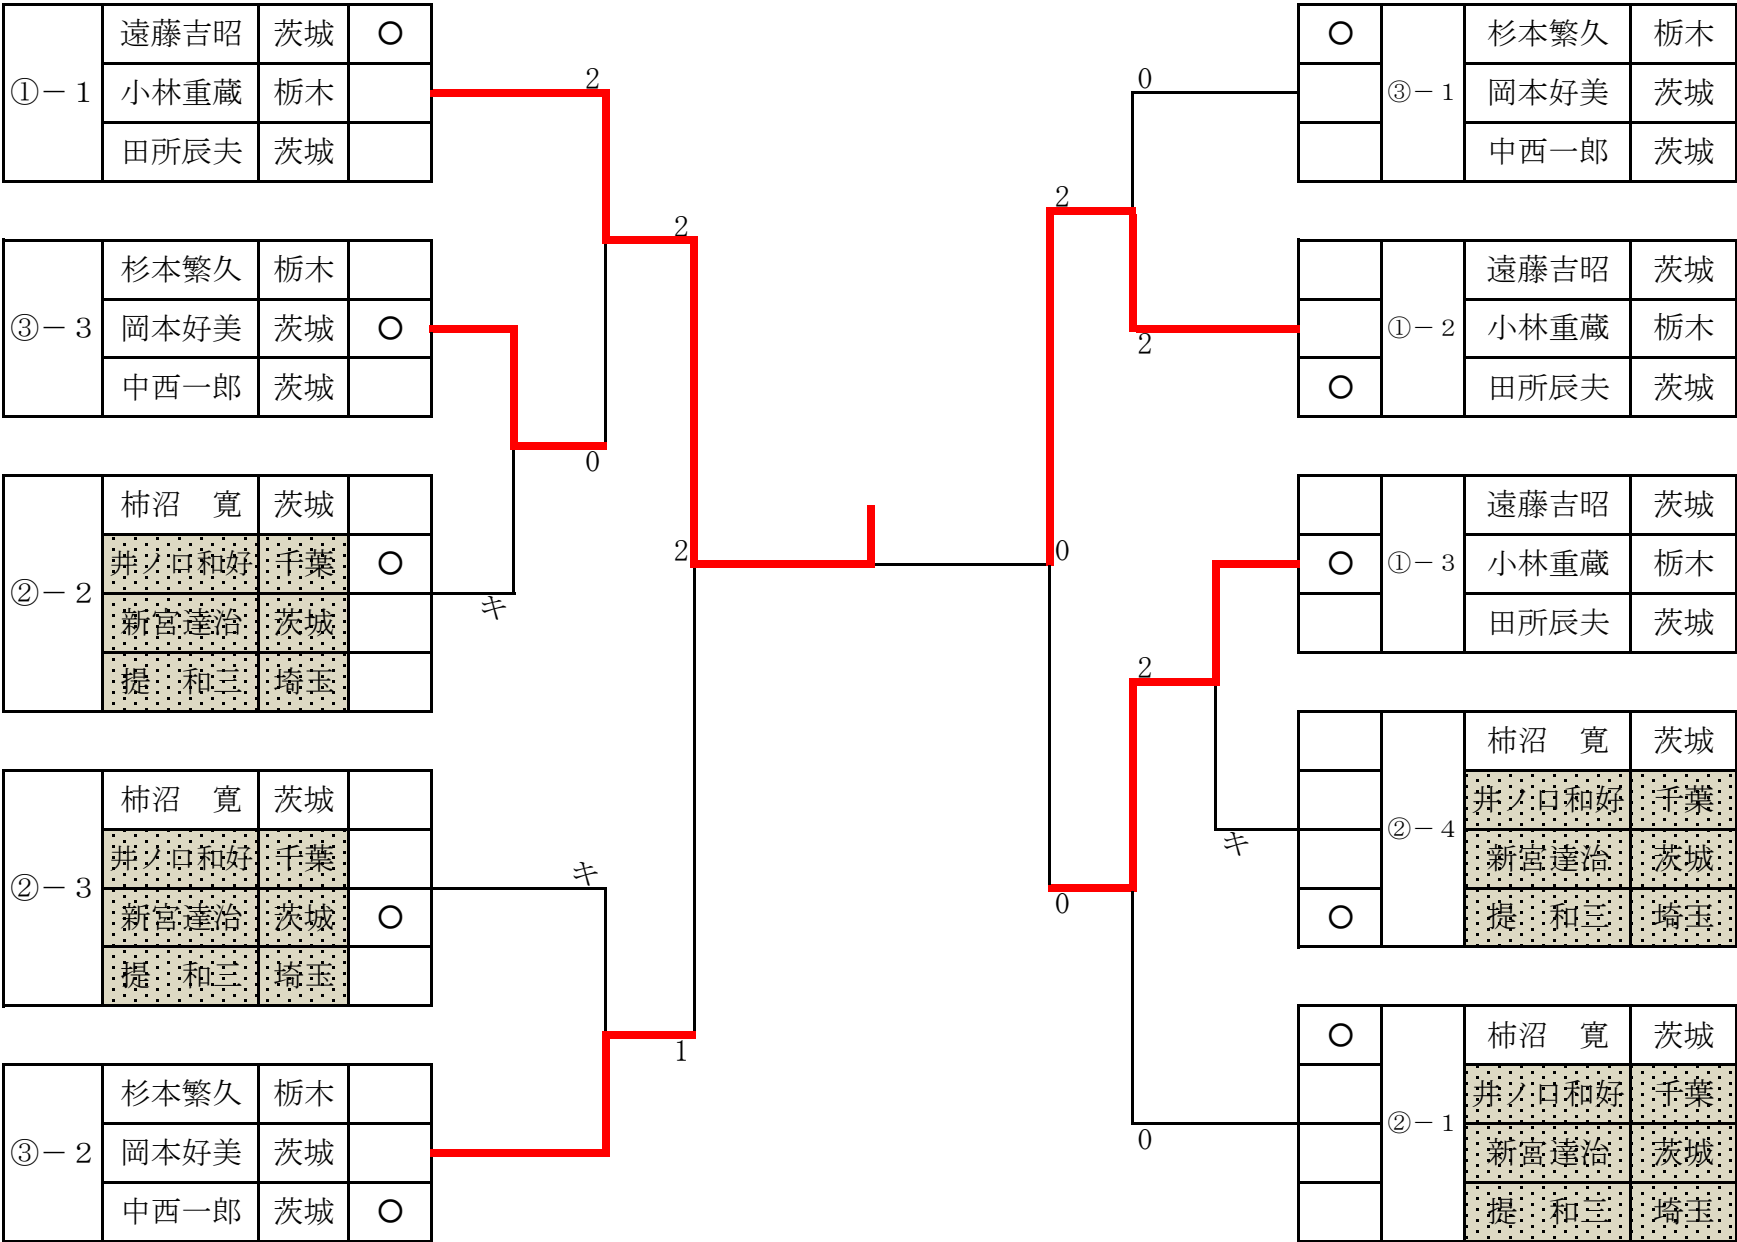 遠藤吉昭 茨城 〇
①－１ 小林重蔵 栃木
田所辰夫 茨城
2
杉本繁久 栃木
③－３ 岡本好美 茨城 〇
中西一郎 茨城
2
0
柿沼　寛 茨城
井ノ口和好 千葉 〇
②－２
新宮達治 茨城
提　和三 埼玉
キ
2
柿沼　寛 茨城
井ノ口和好 千葉
②－３
新宮達治 茨城 〇
提　和三 埼玉
キ
1
杉本繁久 栃木
③－２ 岡本好美 茨城
中西一郎 茨城 〇
〇 杉本繁久 栃木
③－１ 岡本好美 茨城
中西一郎 茨城
0
2
遠藤吉昭 茨城
①－２ 小林重蔵 栃木
〇 田所辰夫 茨城
2
0
遠藤吉昭 茨城
〇 ①－３ 小林重蔵 栃木
田所辰夫 茨城
2
柿沼　寛 茨城
井ノ口和好 千葉
②－４
新宮達治 茨城
〇 提　和三 埼玉
キ
0
〇 柿沼　寛 茨城
井ノ口和好 千葉
②－１
新宮達治 茨城
提　和三 埼玉
0